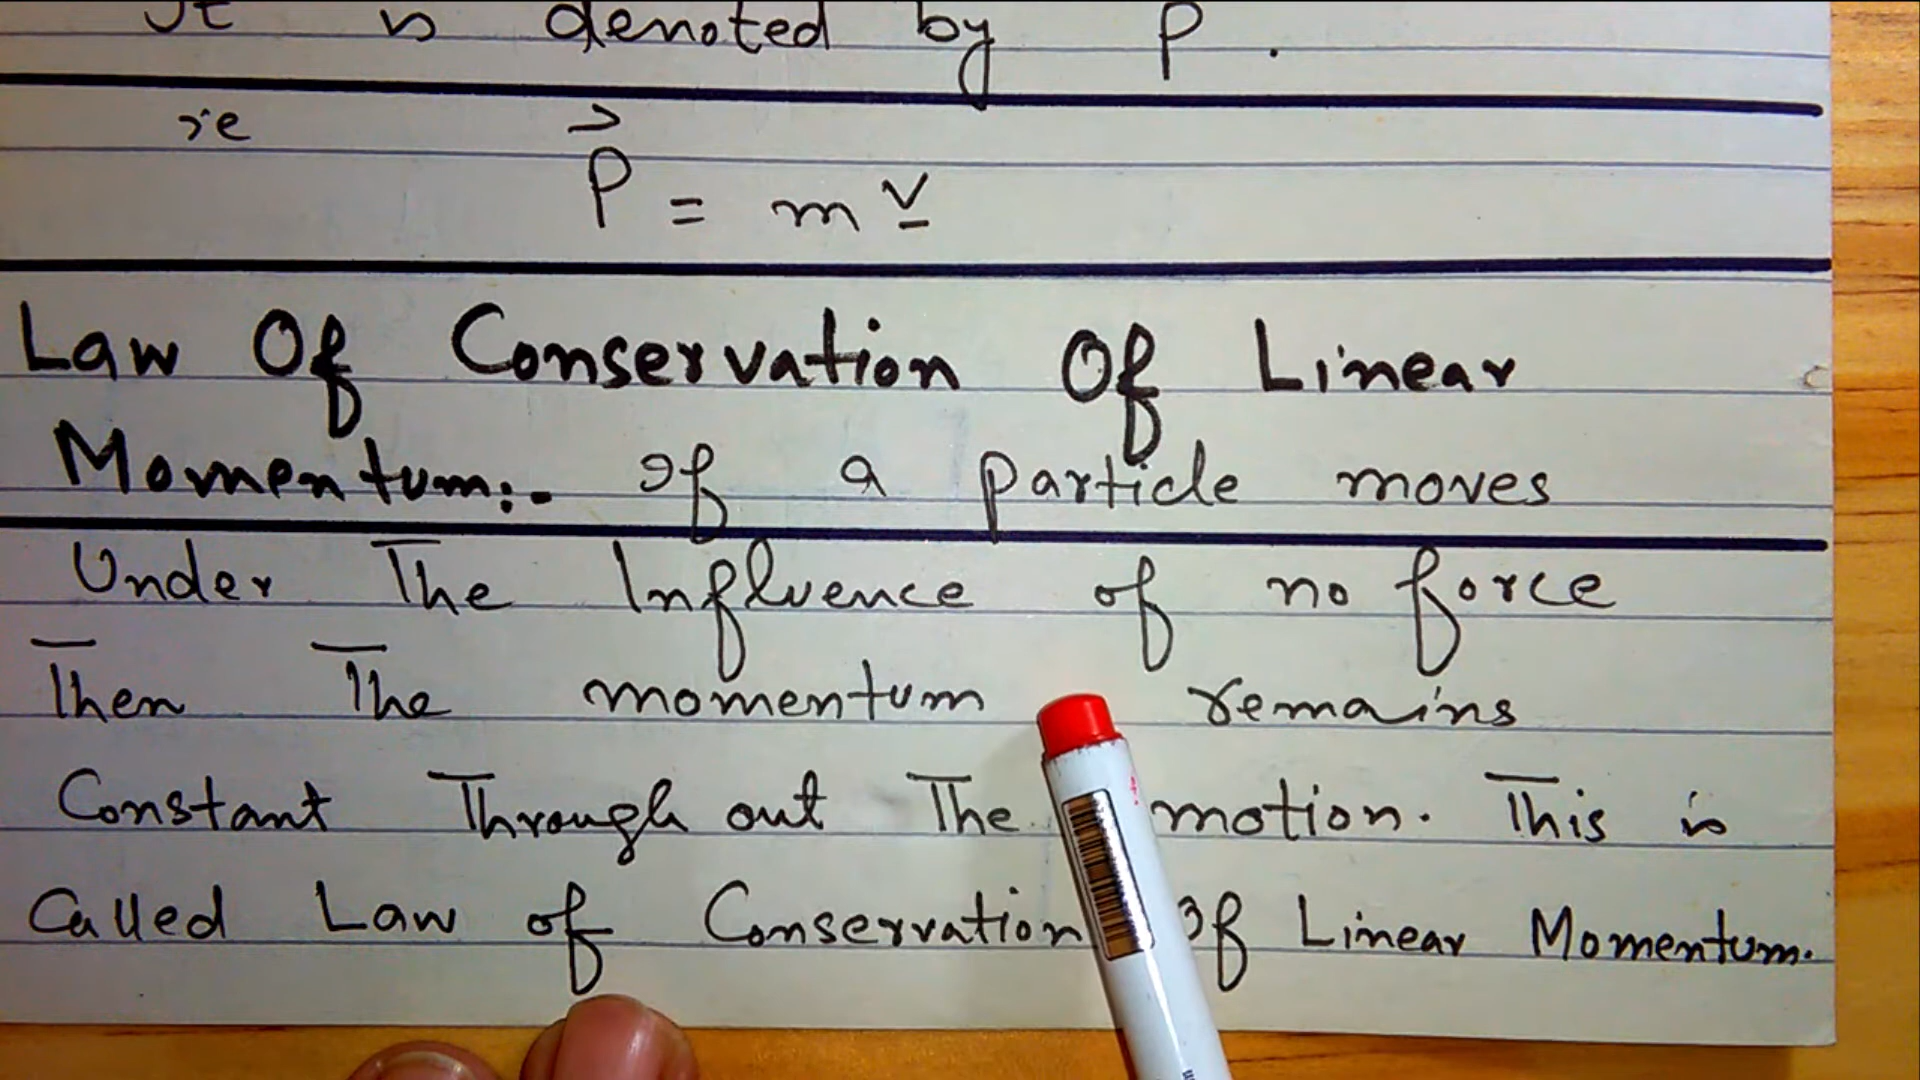 It is denoted by P.
ie P⃗ = m v̲
Law Of Conservation Of Linear
Momentum:- If a particle moves
Under The Influence of no force
Then The momentum remains
Constant Through out The motion. This is
Called Law of Conservation Of Linear Momentum.